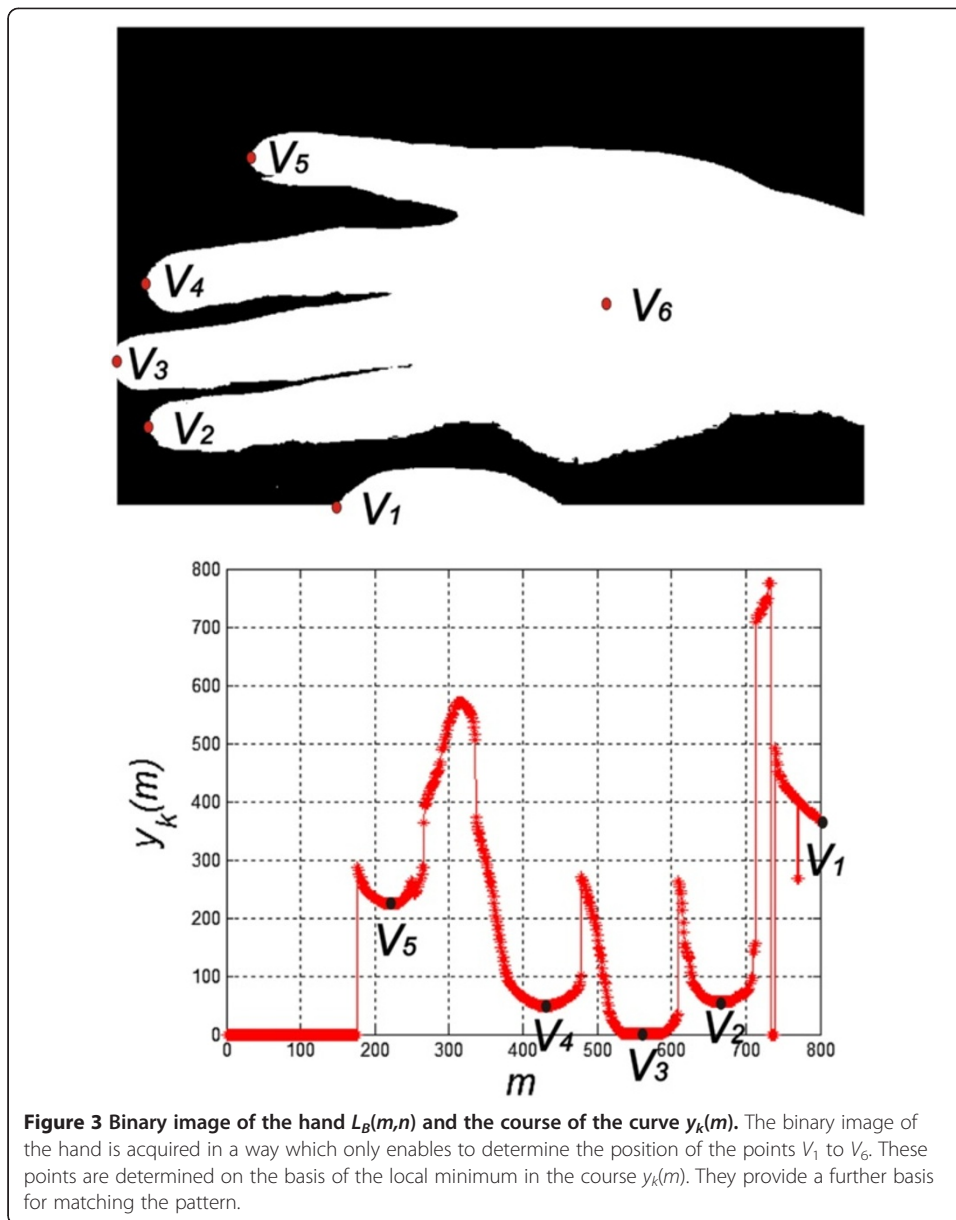 V5
V4
V6
V3
V2
V1
800
700
600
500
400
300
200
100
0
yk(m)
V5
V4
V3
V2
V1
0 100 200 300 400 500 600 700 800
m
Figure 3 Binary image of the hand LB(m,n) and the course of the curve yk(m). The binary image of
the hand is acquired in a way which only enables to determine the position of the points V1 to V6. These
points are determined on the basis of the local minimum in the course yk(m). They provide a further basis
for matching the pattern.